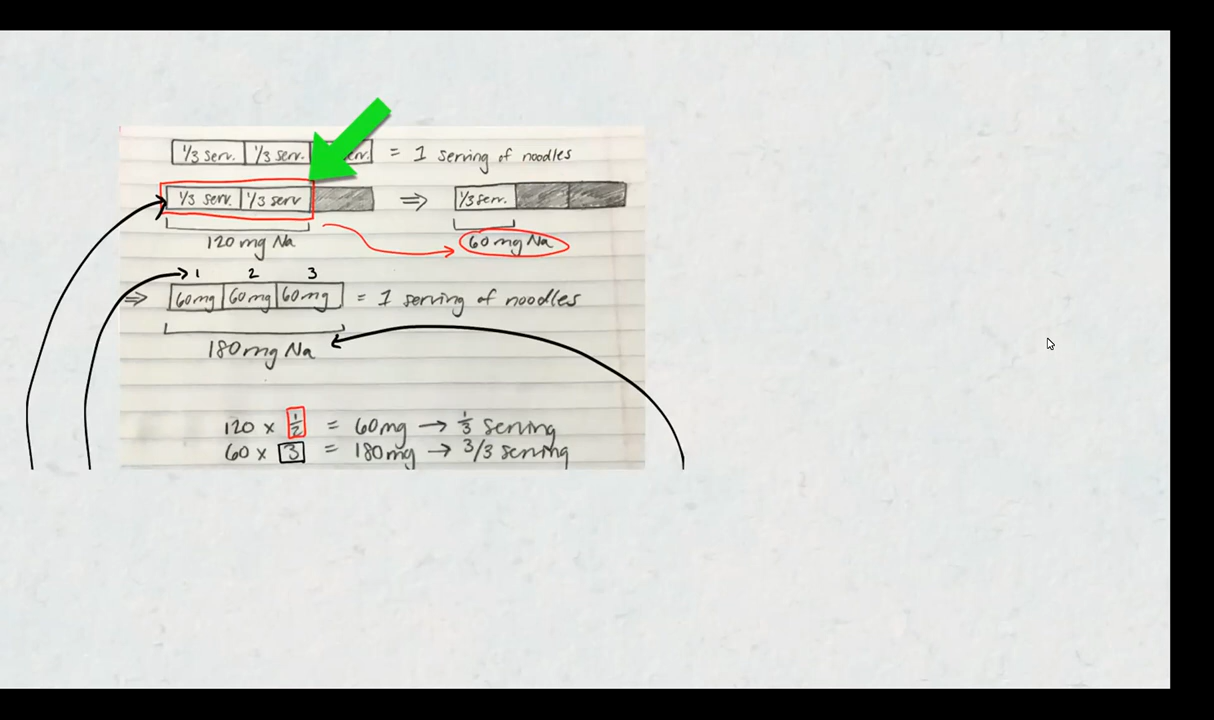 1/3 serv. 1/3 serv. = 1 serving of noodles
1/3 serv. 1/3 serv ⇒ 1/3 serv.
120 mg Na 60 mg Na
1 2 3
⇒ 60mg 60mg 60mg = 1 serving of noodles
180mg Na
120 x 1/2 = 60mg → 1/3 serving
60 x 3 = 180mg → 3/3 serving